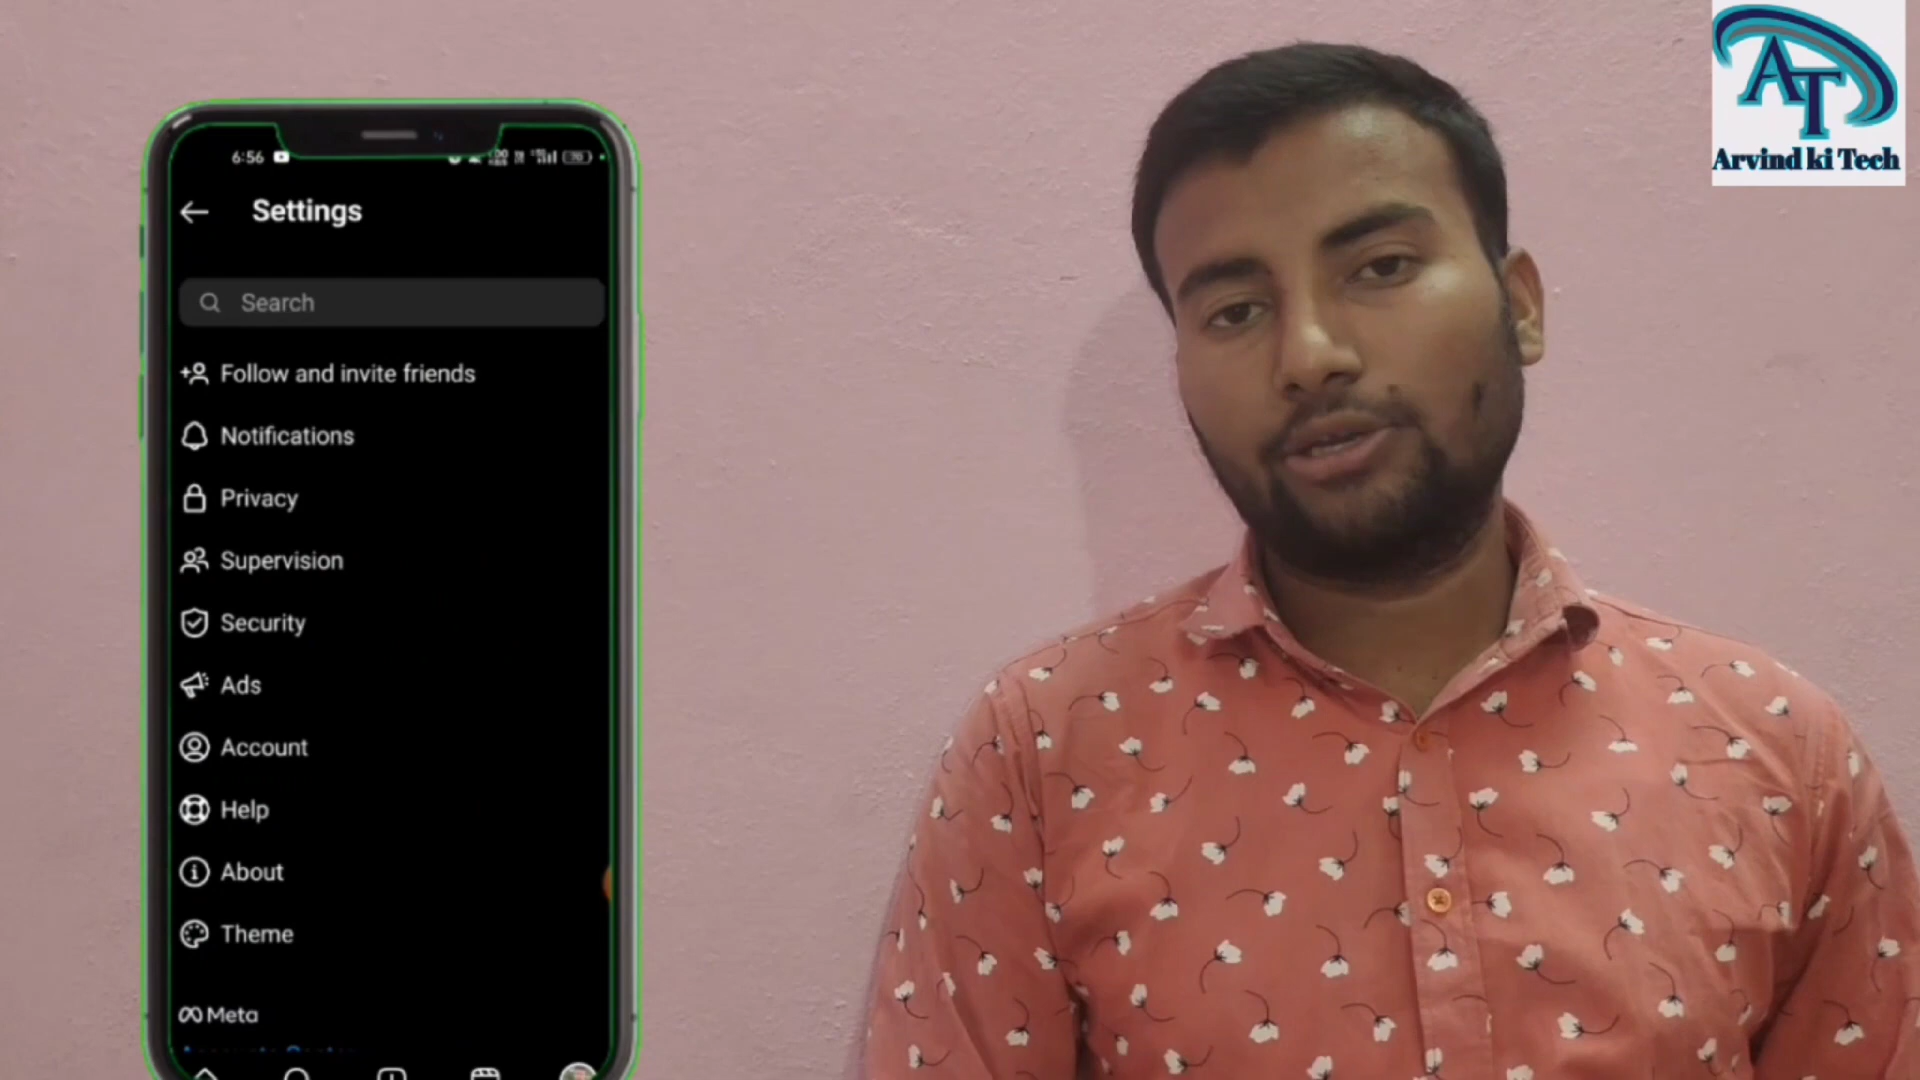 6:56
Settings
Search
Follow and invite friends
Notifications
Privacy
Supervision
Security
Ads
Account
Help
About
Theme
Meta
AT
Arvind ki Tech